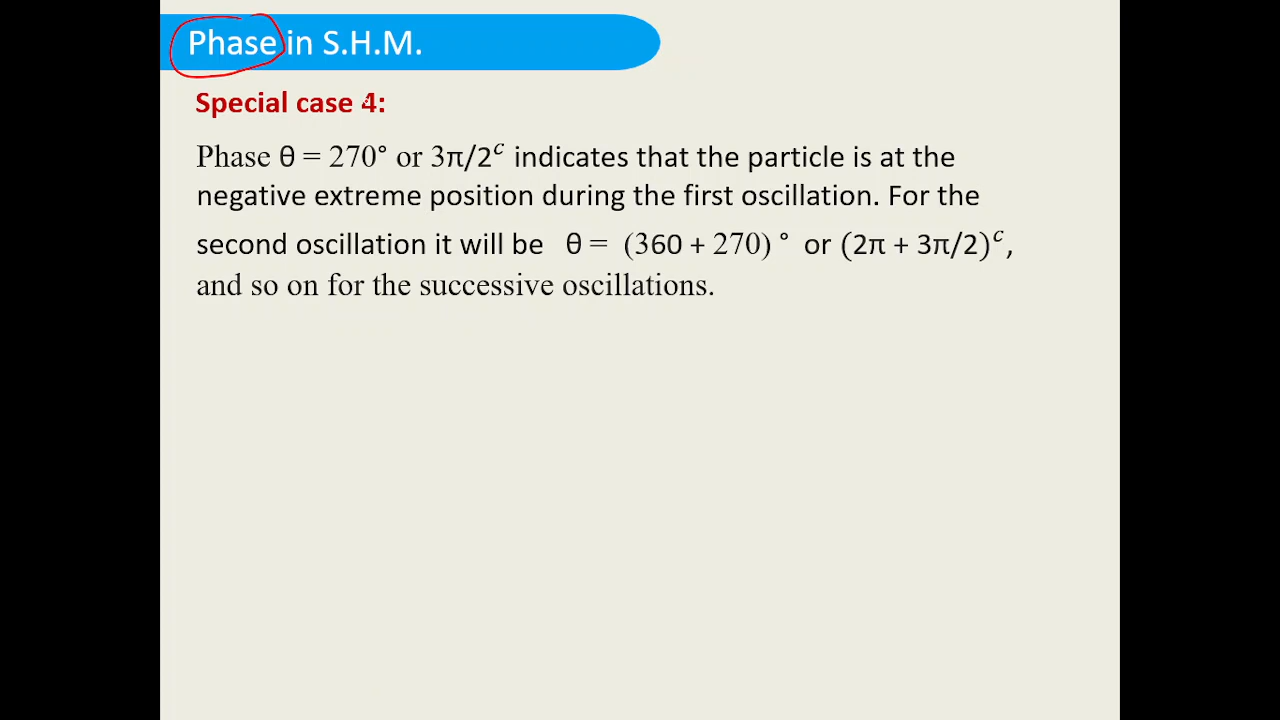 Phase in S.H.M.
Special case 4:
Phase θ = 270° or 3π/2ᶜ indicates that the particle is at the
negative extreme position during the first oscillation. For the
second oscillation it will be θ = (360 + 270) ° or (2π + 3π/2)ᶜ,
and so on for the successive oscillations.